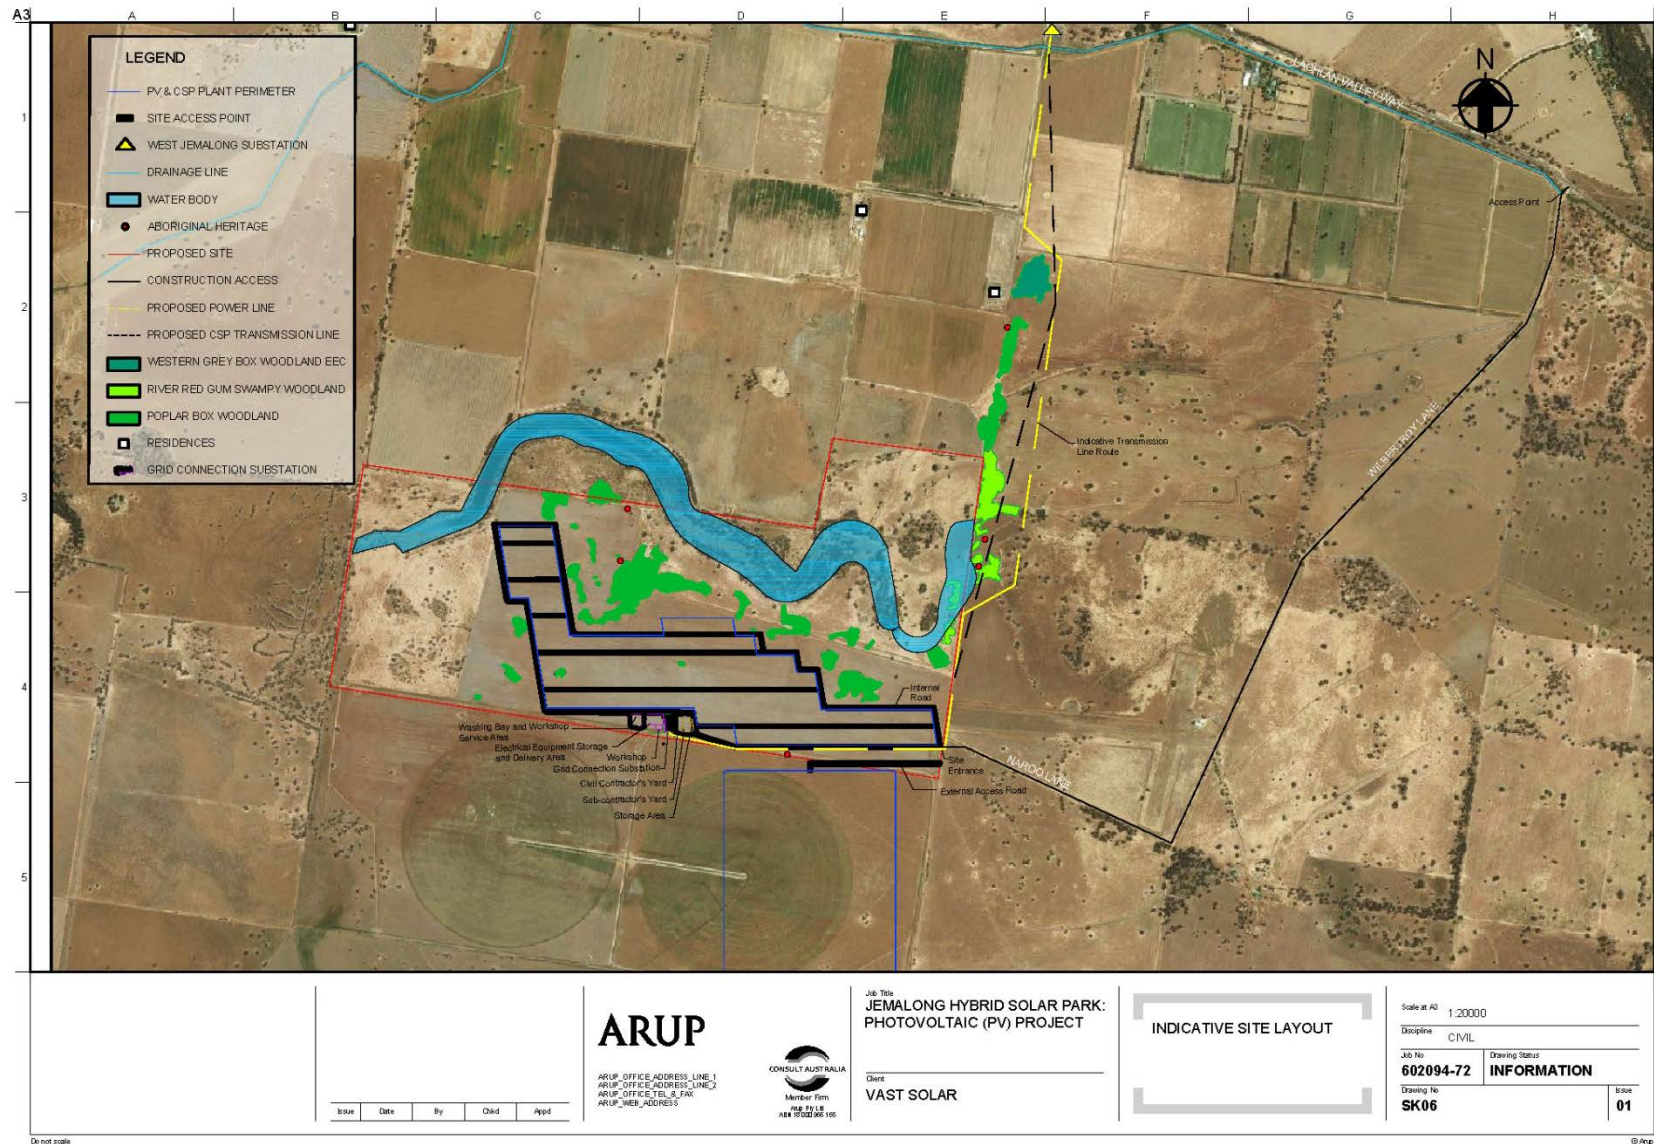 A3
A
B
C
D
E
F
G
H
1
2
3
4
5
LEGEND
PV & CSP PLANT PERIMETER
SITE ACCESS POINT
WEST JEMALONG SUBSTATION
DRAINAGE LINE
WATER BODY
ABORIGINAL HERITAGE
PROPOSED SITE
CONSTRUCTION ACCESS
PROPOSED POWER LINE
PROPOSED CSP TRANSMISSION LINE
WESTERN GREY BOX WOODLAND EEC
RIVER RED GUM SWAMPY WOODLAND
POPLAR BOX WOODLAND
RESIDENCES
GRID CONNECTION SUBSTATION
N
LACHLAN VALLEY WAY
Access Point
WILBERTROY LANE
Indicative Transmission
Line Route
Internal
Road
Washing Bay and Workshop
Service Area
Electrical Equipment Storage
and Delivery Area
Workshop
Grid Connection Substation
Civil Contractor's Yard
Sub-contractor's Yard
Storage Area
Site
Entrance
NAROO LANE
External Access Road
Issue
Date
By
Chkd
Appd
ARUP
ARUP_OFFICE_ADDRESS_LINE_1
ARUP_OFFICE_ADDRESS_LINE_2
ARUP_OFFICE_TEL_&_FAX
ARUP_WEB_ADDRESS
CONSULT AUSTRALIA
Member Firm
Arup Pty Ltd
Job Title
JEMALONG HYBRID SOLAR PARK:
PHOTOVOLTAIC (PV) PROJECT
Client
VAST SOLAR
INDICATIVE SITE LAYOUT
Scale at A3
1:20000
Discipline
CIVIL
Job No
602094-72
Drawing Status
INFORMATION
Drawing No
SK06
Issue
01
Do not scale
© Arup